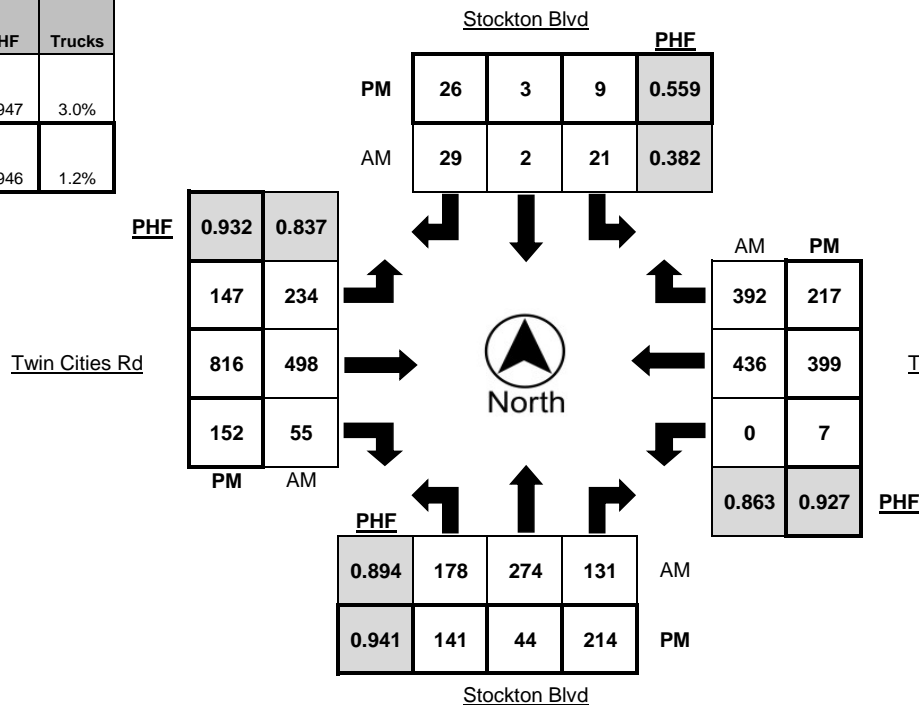 Stockton Blvd
HF Trucks
PHF
PM 26 3 9 0.559
947 3.0%
AM 29 2 21 0.382
946 1.2%
PHF 0.932 0.837
AM PM
147 234
392 217
Twin Cities Rd 816 498
North
436 399 T
152 55
0 7
PM AM
0.863 0.927 PHF
PHF
0.894 178 274 131 AM
0.941 141 44 214 PM
Stockton Blvd